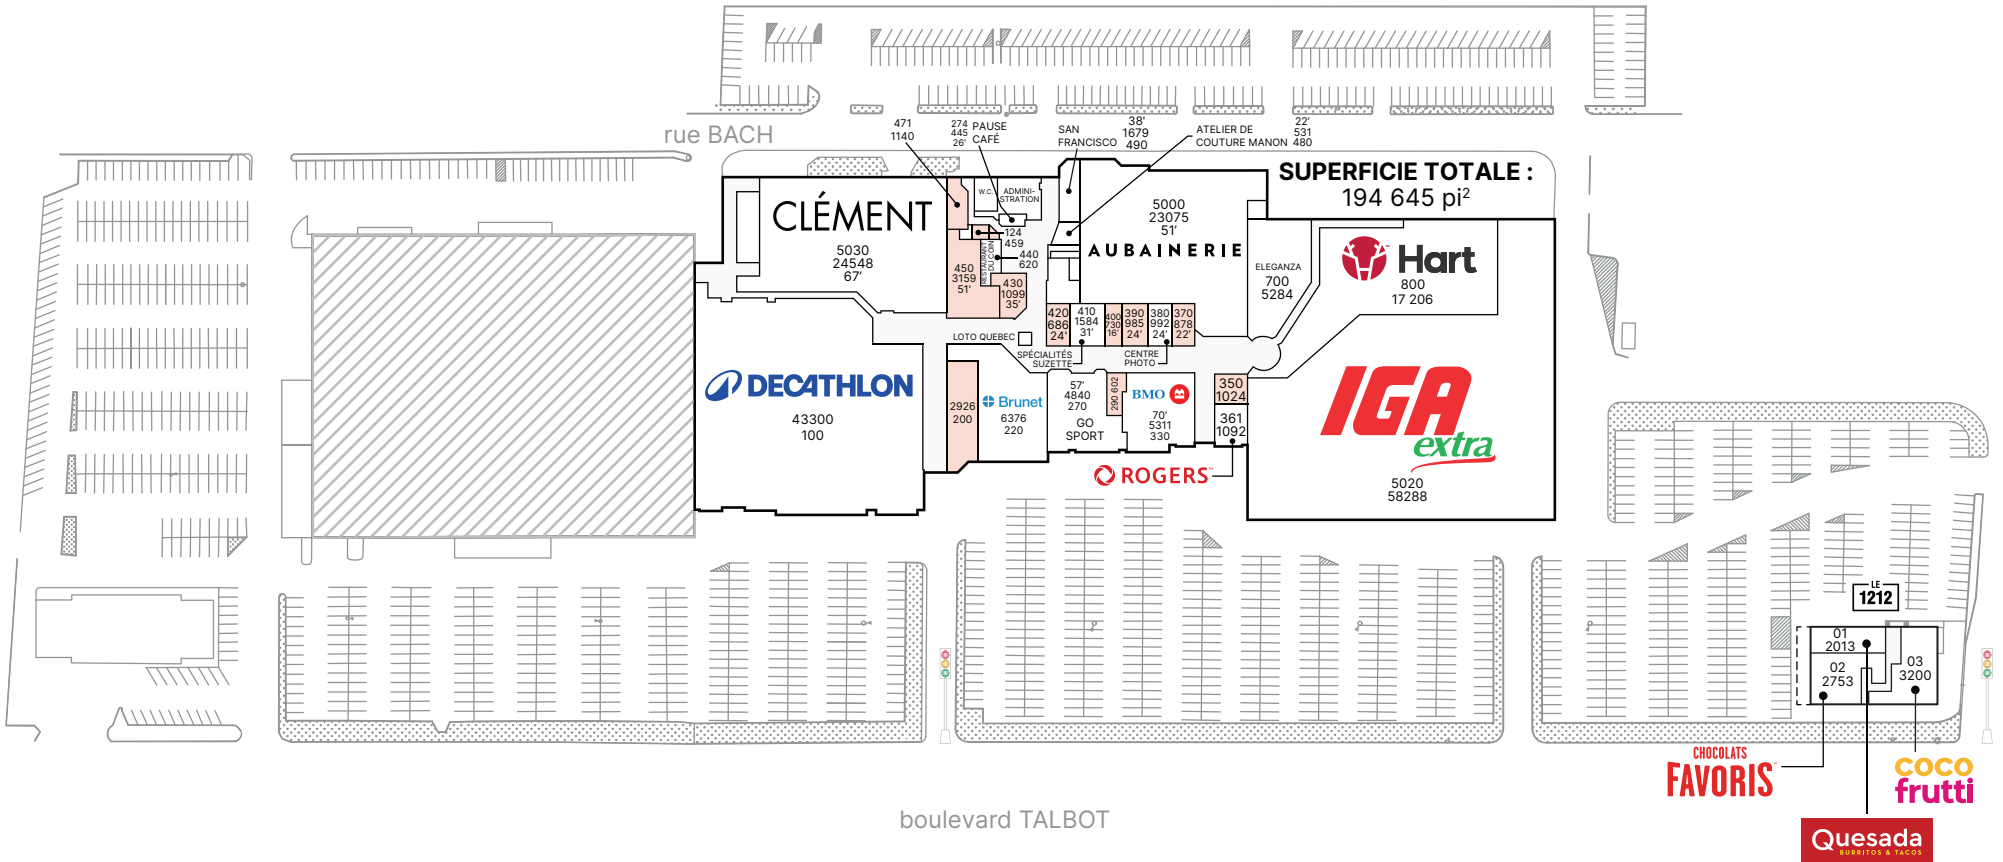 rue BACH
471
1140
274
445
26'
PAUSE
CAFÉ
SAN
FRANCISCO
38'
1679
490
ATELIER DE
COUTURE MANON
22'
531
480
SUPERFICIE TOTALE :
194 645 pi²
CLÉMENT
5030
24548
67'
W.C.
ADMINI-
STRATION
124
459
RESTAURANT
DU COIN
440
620
450
3159
51'
430
1099
35'
5000
23075
51'
AUBAINERIE
ELEGANZA
700
5284
Hart
800
17 206
420
686
24'
410
1584
31'
400
730
16'
390
985
24'
380
992
24'
370
878
22'
LOTO QUEBEC
SPÉCIALITÉS
SUZETTE
CENTRE
PHOTO
DECATHLON
43300
100
2926
200
Brunet
6376
220
57'
4840
270
GO
SPORT
290 602
BMO
70'
5311
330
350
1024
361
1092
ROGERS™
IGA
extra
5020
58288
LE
1212
01
2013
02
2753
03
3200
CHOCOLATS
FAVORIS
COCO
frutti
Quesada
BURRITOS & TACOS
boulevard TALBOT